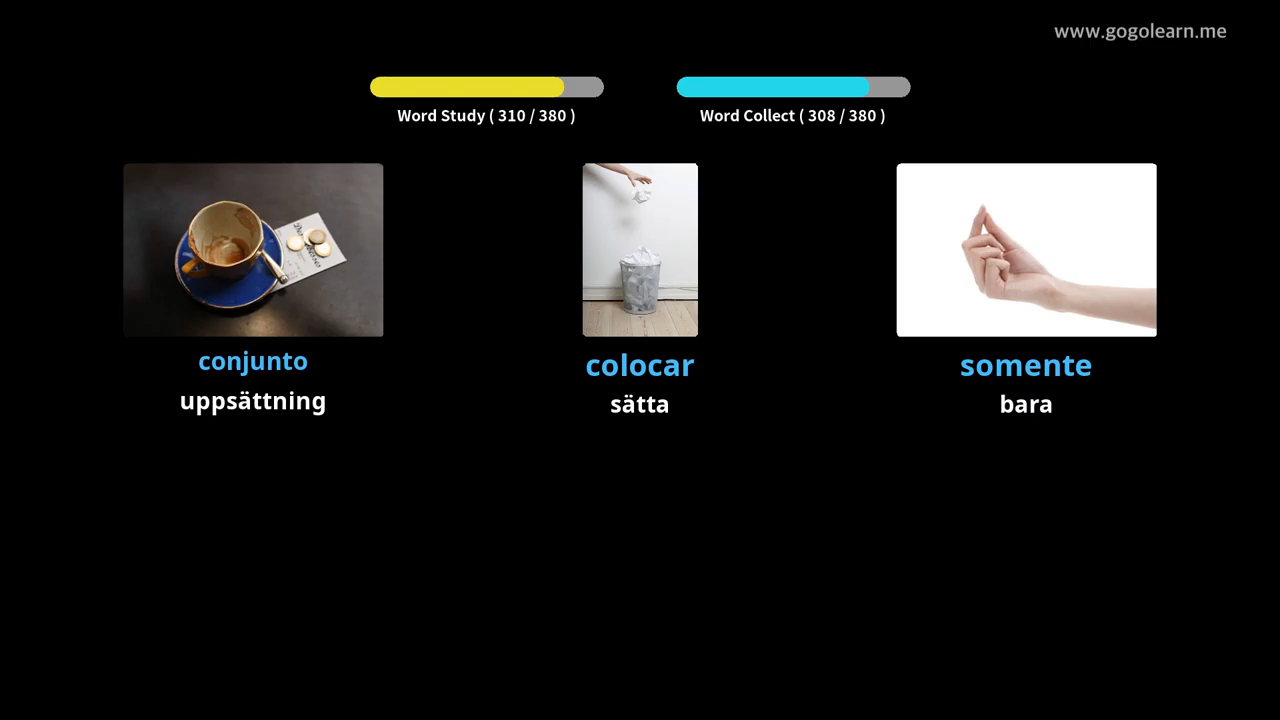 www.gogolearn.me
Word Study ( 310 / 380 )
Word Collect ( 308 / 380 )
conjunto
uppsättning
colocar
sätta
somente
bara